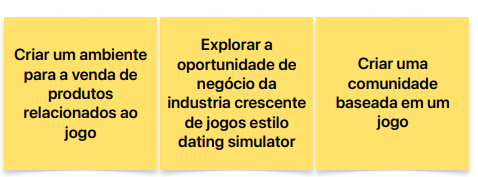 Criar um ambiente
para a venda de
produtos
relacionados ao
jogo
Explorar a
oportunidade de
negócio da
industria crescente
de jogos estilo
dating simulator
Criar uma
comunidade
baseada em um
jogo